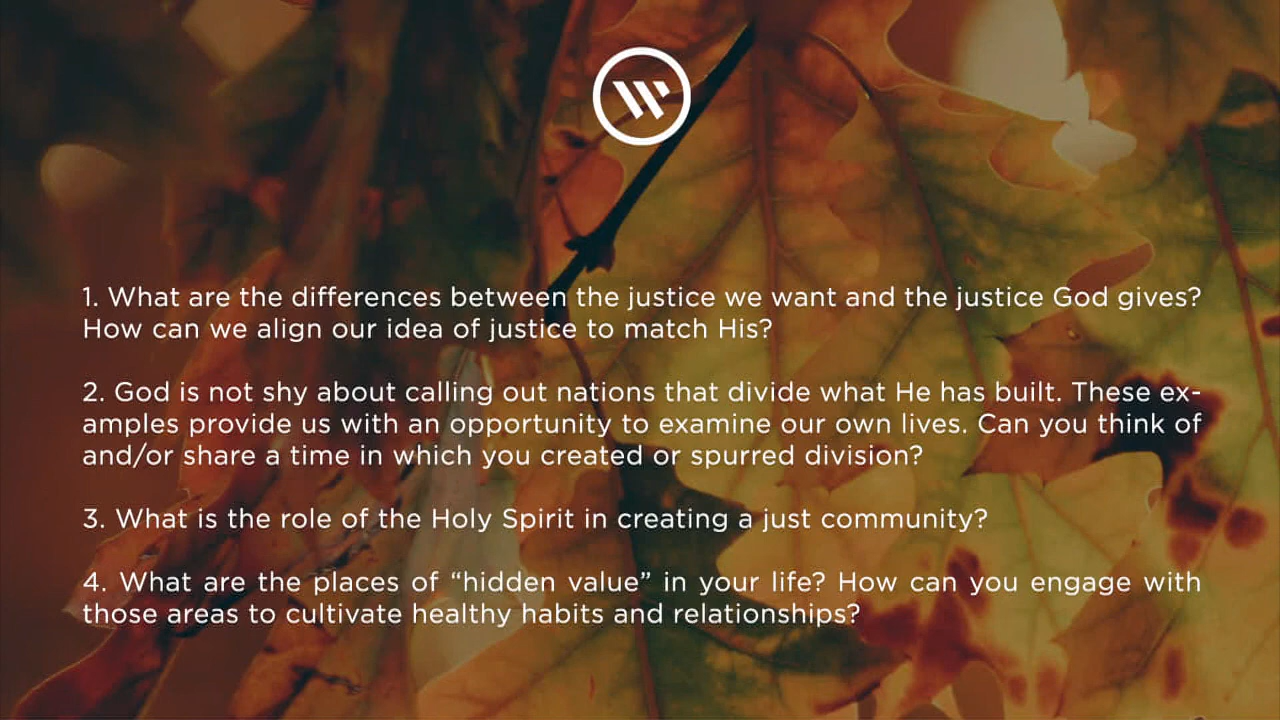 1. What are the differences between the justice we want and the justice God gives?
How can we align our idea of justice to match His?
2. God is not shy about calling out nations that divide what He has built. These ex-
amples provide us with an opportunity to examine our own lives. Can you think of
and/or share a time in which you created or spurred division?
3. What is the role of the Holy Spirit in creating a just community?
4. What are the places of “hidden value” in your life? How can you engage with
those areas to cultivate healthy habits and relationships?